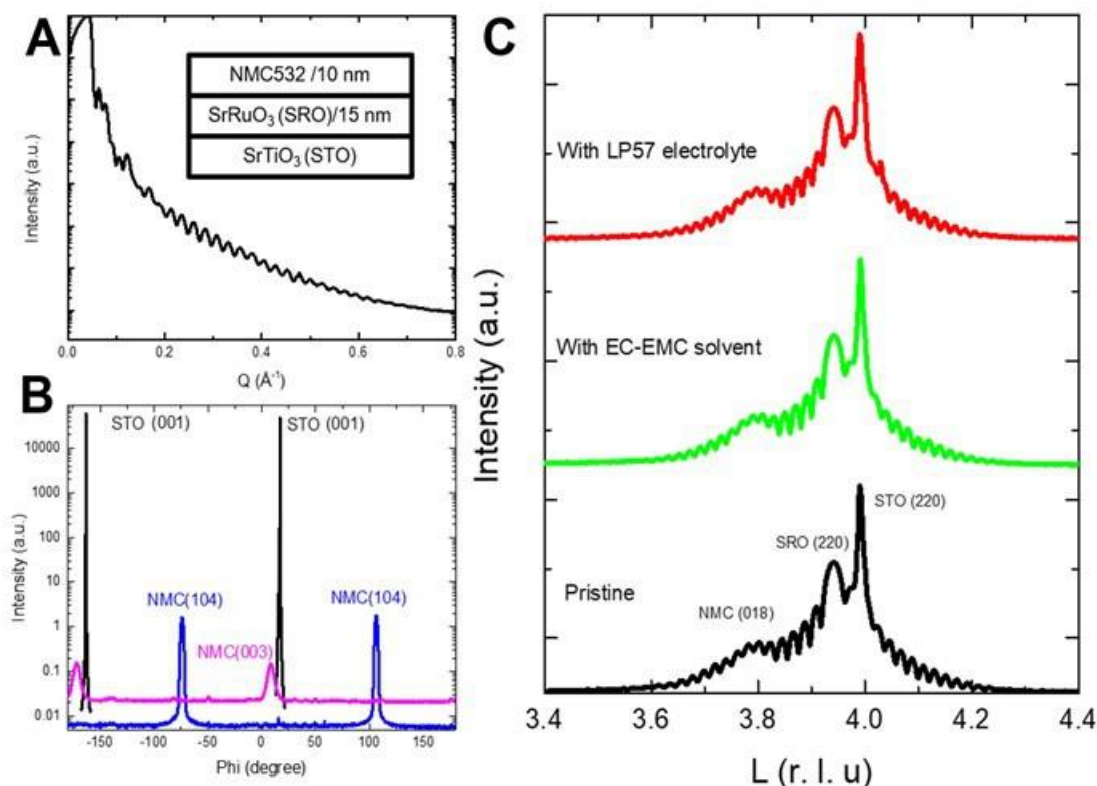 A
NMC532 /10 nm
SrRuO₃ (SRO)/15 nm
SrTiO₃ (STO)
Intensity (a.u.)
0.0 0.2 0.4 0.6 0.8
Q (Å⁻¹)
B
STO (001) STO (001)
NMC(104) NMC(104)
NMC(003)
Intensity (a.u.)
10000
1000
100
10
1
0.1
0.01
-150 -100 -50 0 50 100 150
Phi (degree)
C
With LP57 electrolyte
With EC-EMC solvent
STO (220)
SRO (220)
Pristine
NMC (018)
Intensity (a.u.)
3.4 3.6 3.8 4.0 4.2 4.4
L (r. l. u)